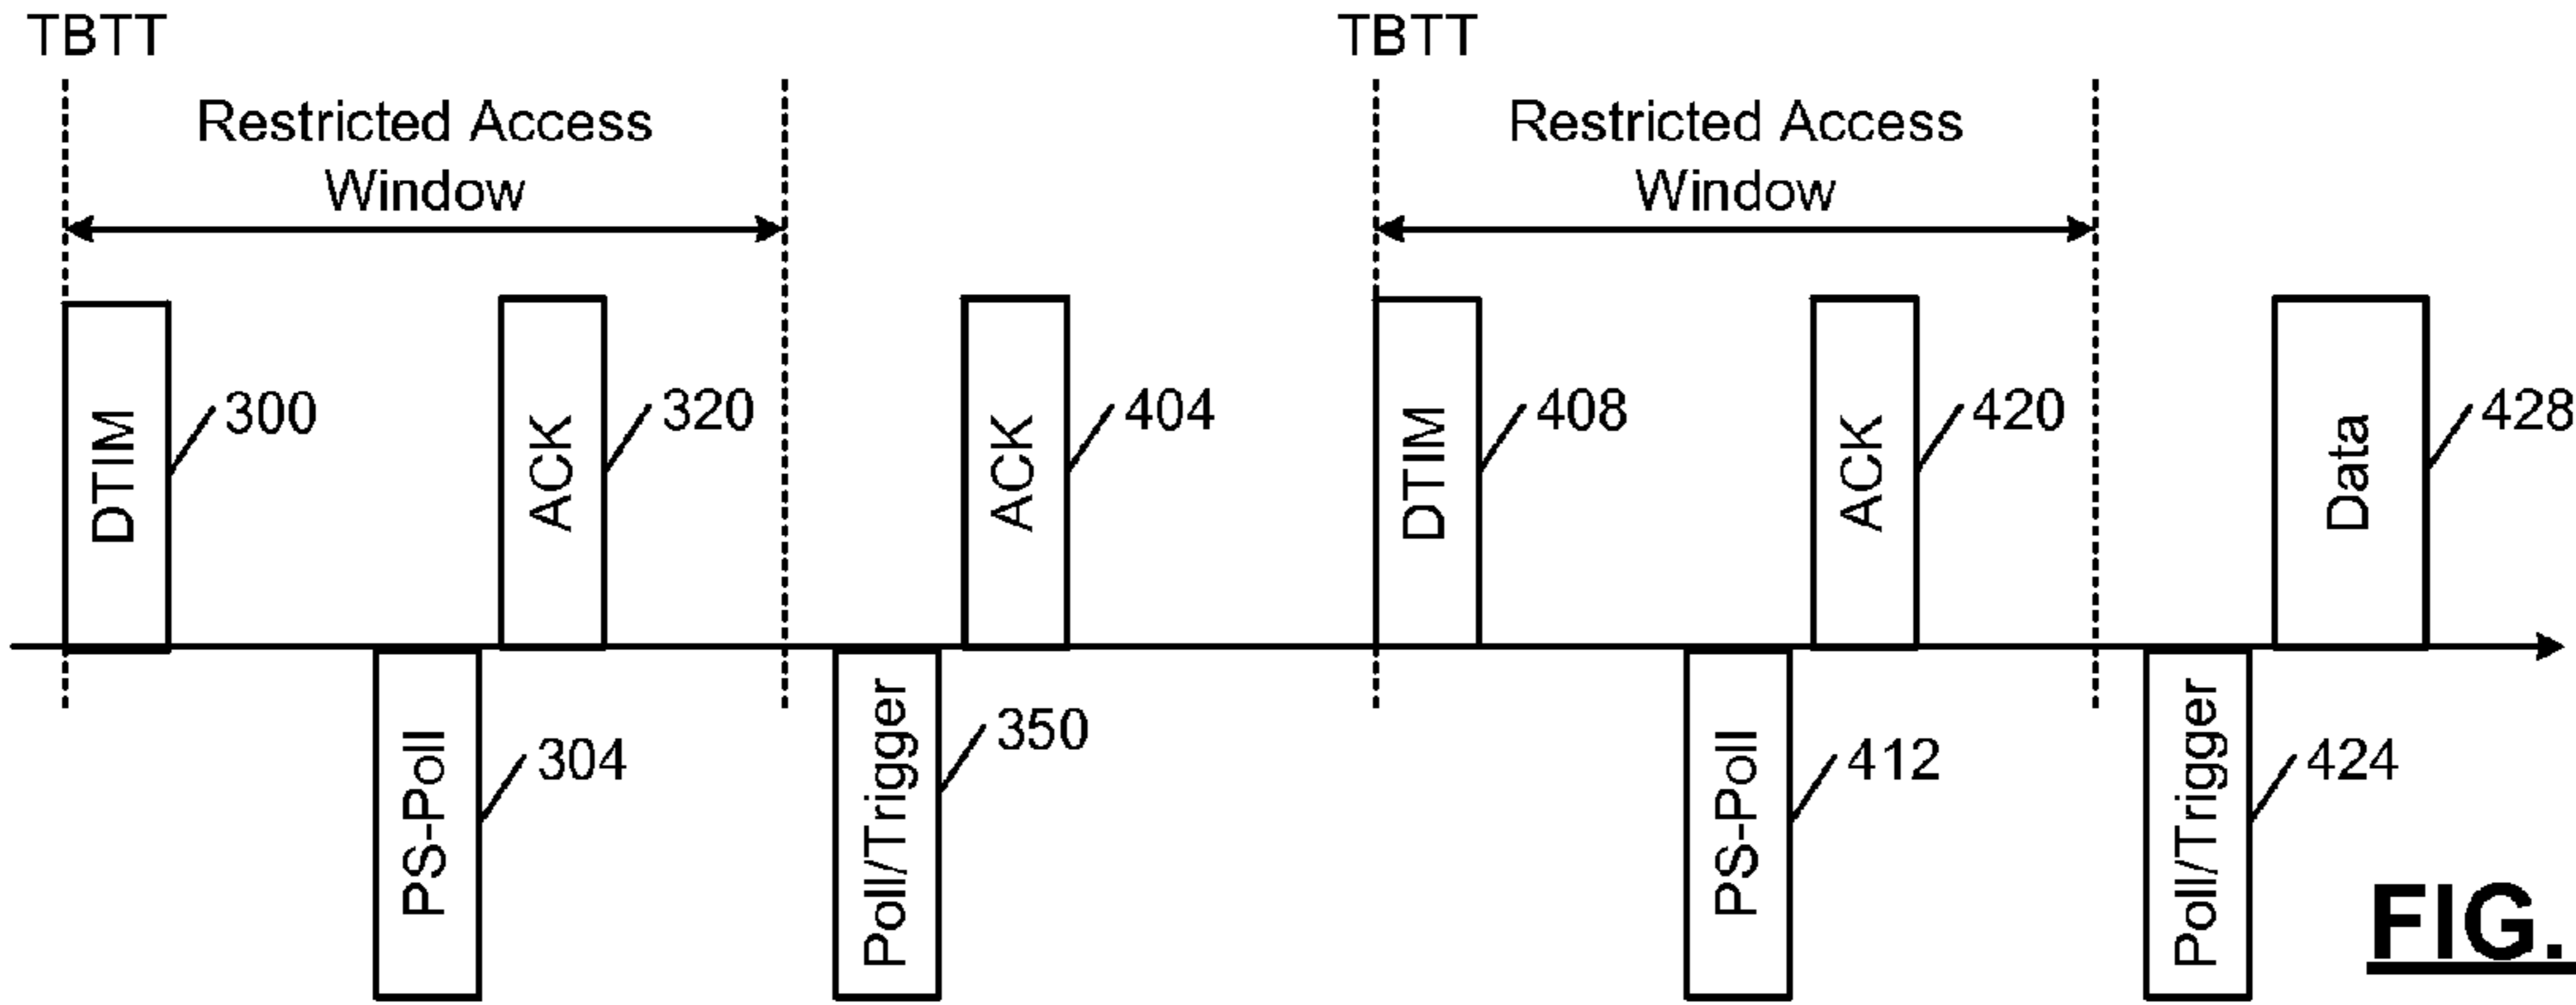 TBTT
TBTT
Restricted Access
Window
Restricted Access
Window
DTIM
300
ACK
320
ACK
404
DTIM
408
ACK
420
Data
428
PS-Poll
304
Poll/Trigger
350
PS-Poll
412
Poll/Trigger
424
FIG.